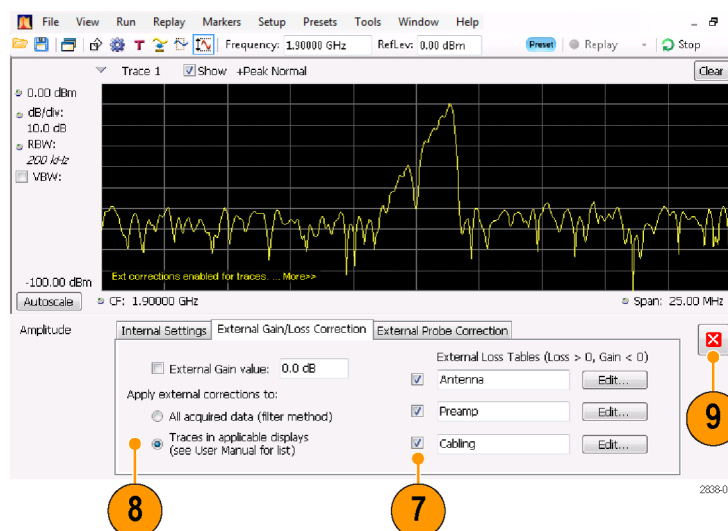 File View Run Replay Markers Setup Presets Tools Window Help
T Frequency: 1.90000 GHz RefLev: 0.00 dBm Preset Replay Stop
Trace 1 Show +Peak Normal Clear
0.00 dBm
dB/div:
10.0 dB
RBW:
200 kHz
VBW:
-100.00 dBm
Ext corrections enabled for traces. ... More>>
Autoscale CF: 1.90000 GHz Span: 25.00 MHz
Amplitude Internal Settings External Gain/Loss Correction External Probe Correction
External Loss Tables (Loss > 0, Gain < 0)
External Gain value: 0.0 dB
Antenna Edit...
Apply external corrections to:
All acquired data (filter method)
Preamp Edit...
Traces in applicable displays
(see User Manual for list)
Cabling Edit...
9
8
7
2838-0